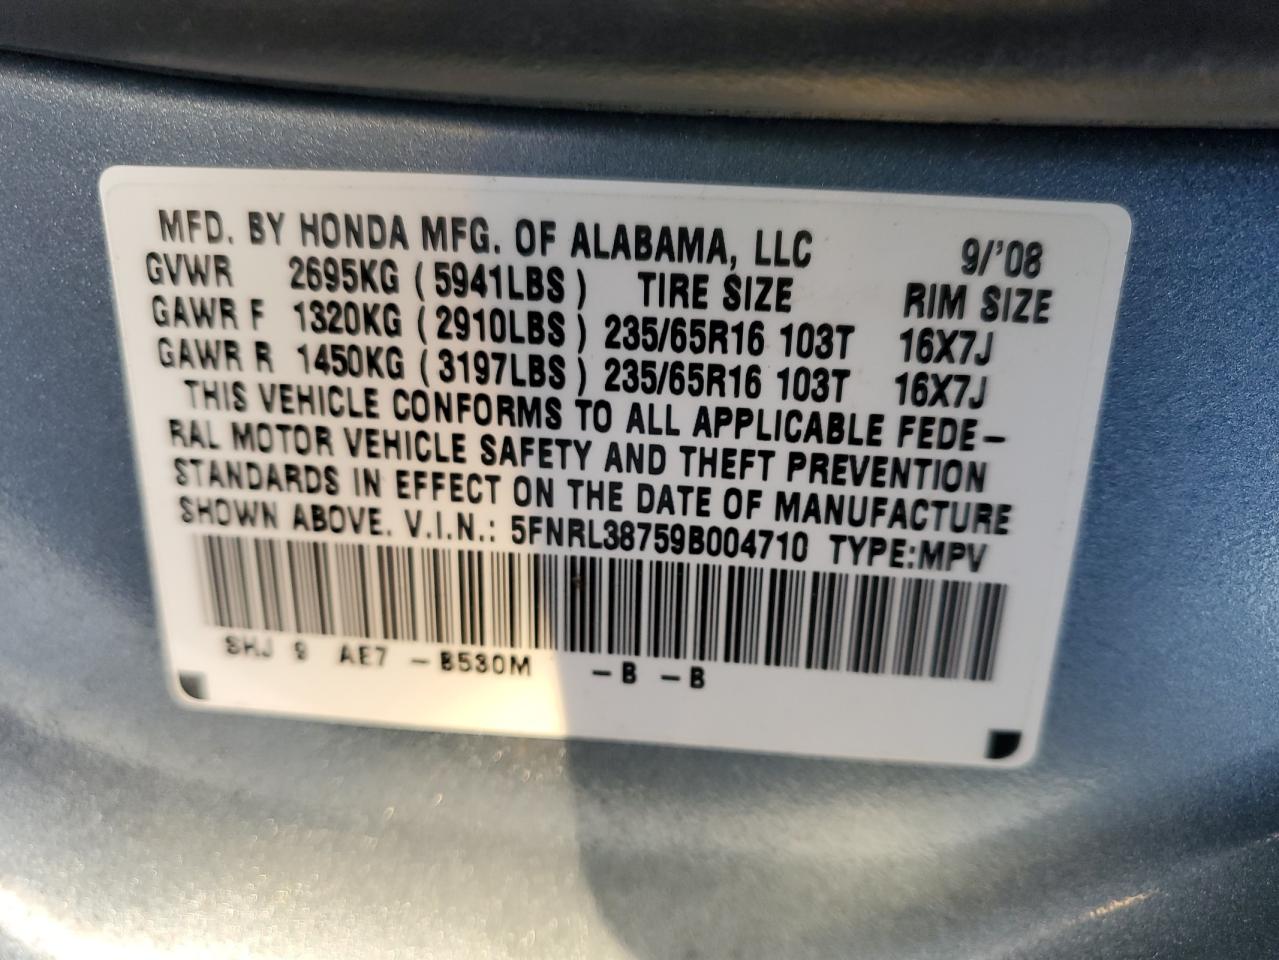 MFD. BY HONDA MFG. OF ALABAMA, LLC 9/'08
GVWR 2695KG (5941LBS) TIRE SIZE RIM SIZE
GAWR F 1320KG (2910LBS) 235/65R16 103T 16X7J
GAWR R 1450KG (3197LBS) 235/65R16 103T 16X7J
THIS VEHICLE CONFORMS TO ALL APPLICABLE FEDE-
RAL MOTOR VEHICLE SAFETY AND THEFT PREVENTION
STANDARDS IN EFFECT ON THE DATE OF MANUFACTURE
SHOWN ABOVE. V.I.N.: 5FNRL38759B004710 TYPE:MPV
SHJ 9 AE7 -B530M -B -B